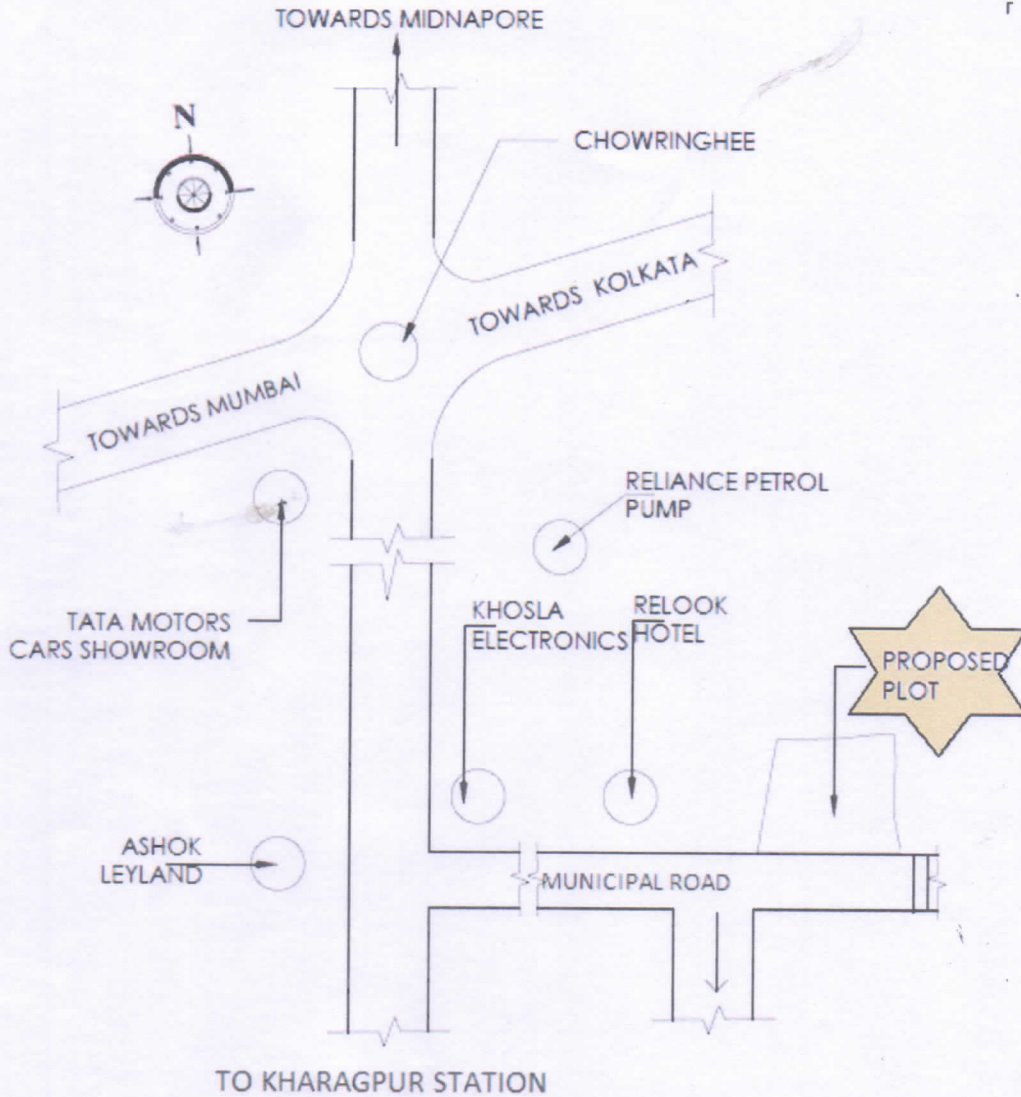 TOWARDS MIDNAPORE
r
N
CHOWRINGHEE
TOWARDS KOLKATA
TOWARDS MUMBAI
RELIANCE PETROL
PUMP
TATA MOTORS
CARS SHOWROOM
KHOSLA
ELECTRONICS
RELOOK
HOTEL
PROPOSED
PLOT
ASHOK
LEYLAND
MUNICIPAL ROAD
TO KHARAGPUR STATION